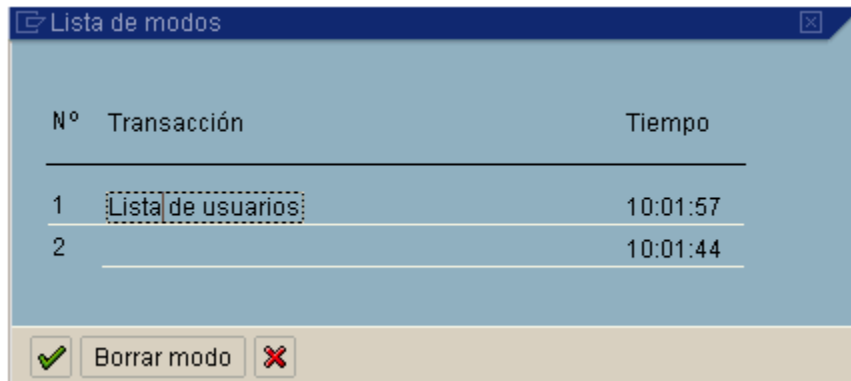 Lista de modos
Nº Transacción Tiempo
1 Lista de usuarios 10:01:57
2 10:01:44
Borrar modo